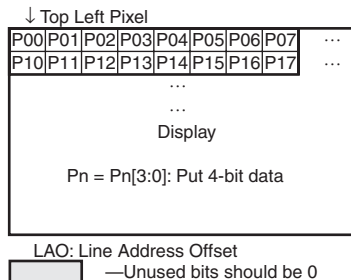 ↓Top Left Pixel
P00 P01 P02 P03 P04 P05 P06 P07 ...
P10 P11 P12 P13 P14 P15 P16 P17 ...
...
...
Display
Pn = Pn[3:0]: Put 4-bit data
LAO: Line Address Offset
—Unused bits should be 0